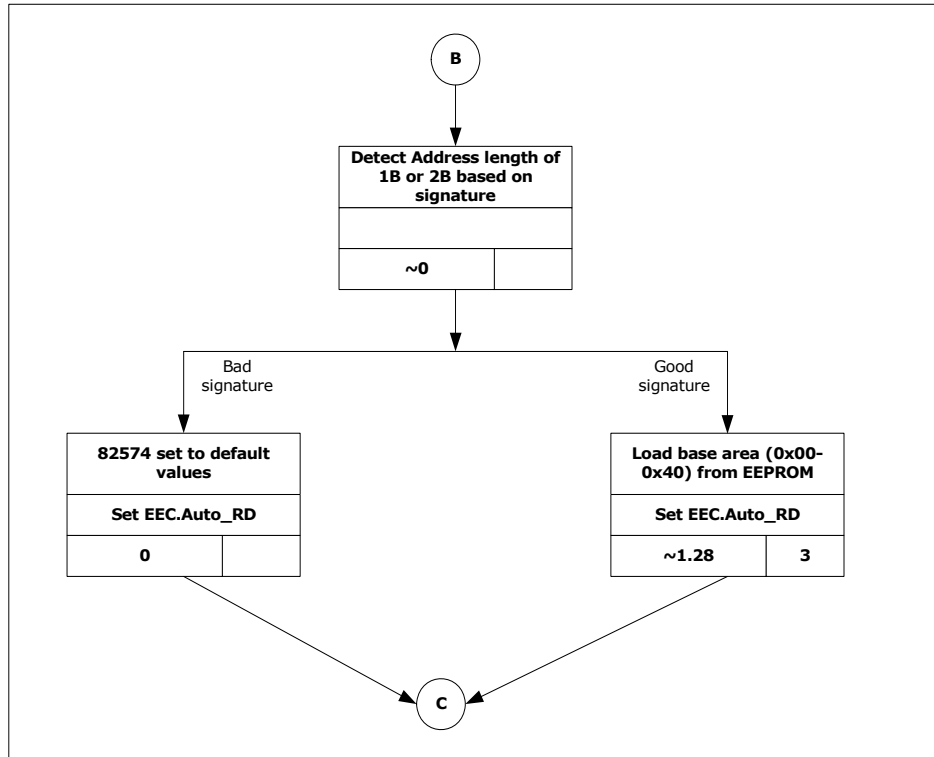 B
Detect Address length of
1B or 2B based on
signature
~0
Bad
signature
Good
signature
82574 set to default
values
Set EEC.Auto_RD
0
Load base area (0x00-
0x40) from EEPROM
Set EEC.Auto_RD
~1.28
3
C